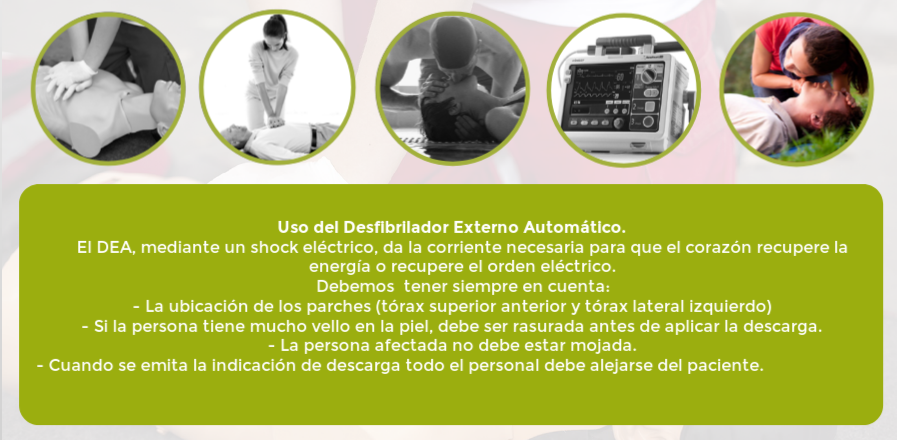 Uso del Desfibrilador Externo Automático.
El DEA, mediante un shock eléctrico, da la corriente necesaria para que el corazón recupere la
energía o recupere el orden eléctrico.
Debemos  tener siempre en cuenta:
- La ubicación de los parches (tórax superior anterior y tórax lateral izquierdo)
- Si la persona tiene mucho vello en la piel, debe ser rasurada antes de aplicar la descarga.
- La persona afectada no debe estar mojada.
- Cuando se emita la indicación de descarga todo el personal debe alejarse del paciente.